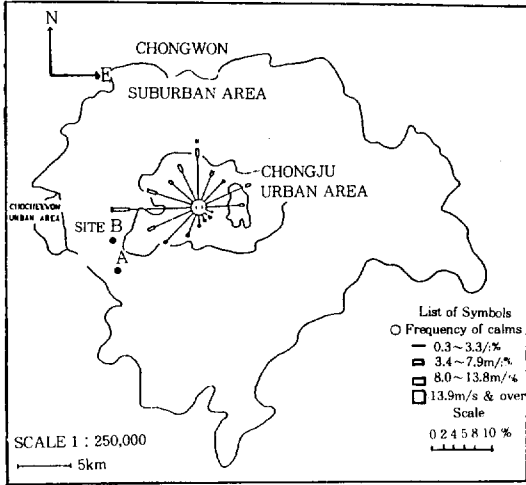 N
E
CHONGWON
SUBURBAN AREA
CHONGJU
URBAN AREA
URBAN AREA
SITE B
A
List of Symbols
Frequency of calms
0.3~3.3/:%
3.4~7.9m/:%
8.0~13.8m/%
13.9m/s & over
Scale
0 2 4 5 8 10 %
SCALE 1 : 250,000
5km